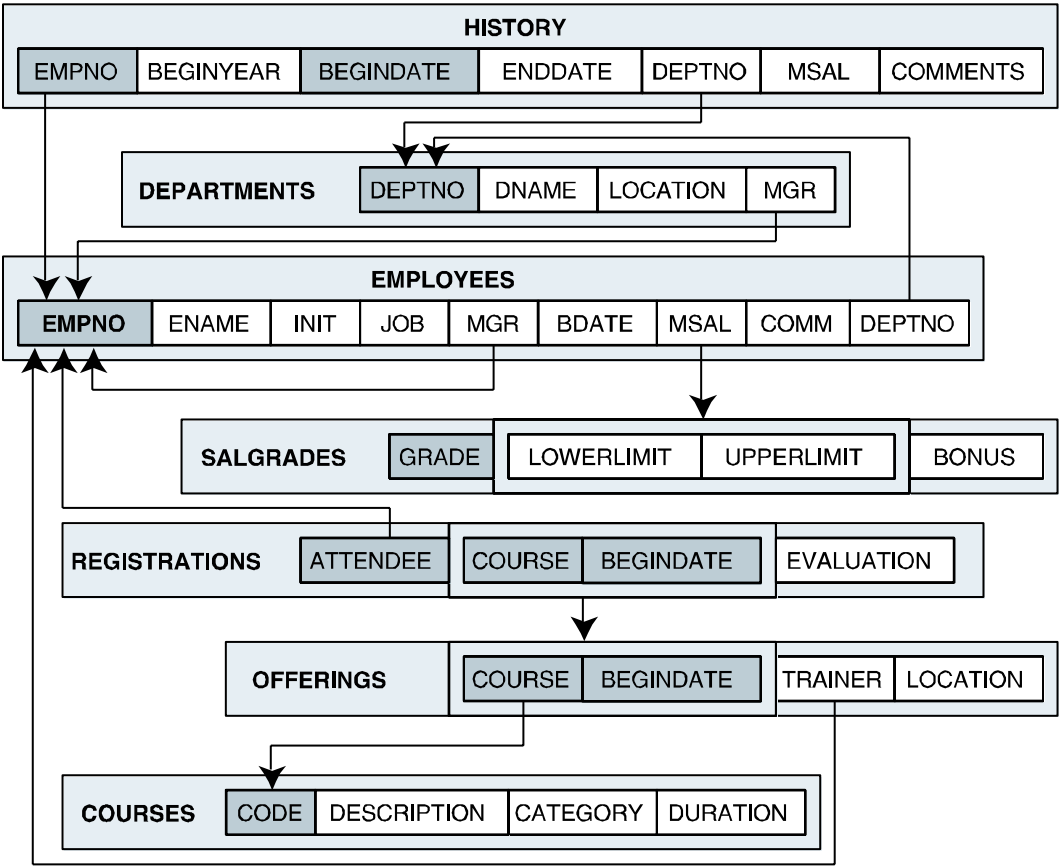 HISTORY
EMPNO BEGINYEAR BEGINDATE ENDDATE DEPTNO MSAL COMMENTS
DEPARTMENTS DEPTNO DNAME LOCATION MGR
EMPLOYEES
EMPNO ENAME INIT JOB MGR BDATE MSAL COMM DEPTNO
SALGRADES GRADE LOWERLIMIT UPPERLIMIT BONUS
REGISTRATIONS ATTENDEE COURSE BEGINDATE EVALUATION
OFFERINGS COURSE BEGINDATE TRAINER LOCATION
COURSES CODE DESCRIPTION CATEGORY DURATION